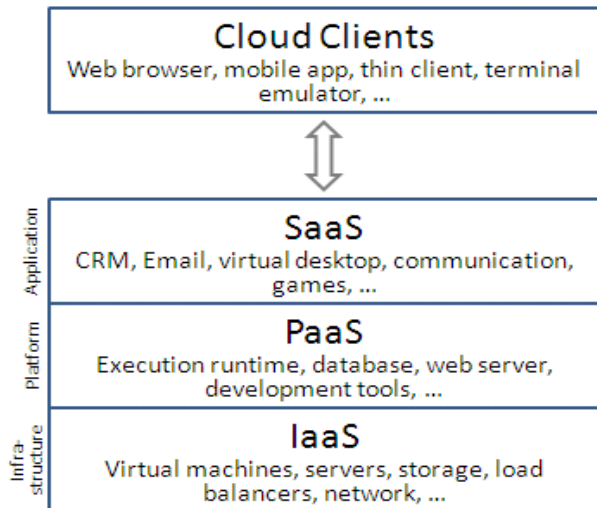 Cloud Clients
Web browser, mobile app, thin client, terminal
emulator, ...
Application
SaaS
CRM, Email, virtual desktop, communication,
games, ...
Platform
PaaS
Execution runtime, database, web server,
development tools, ...
Infra-
structure
IaaS
Virtual machines, servers, storage, load
balancers, network, ...